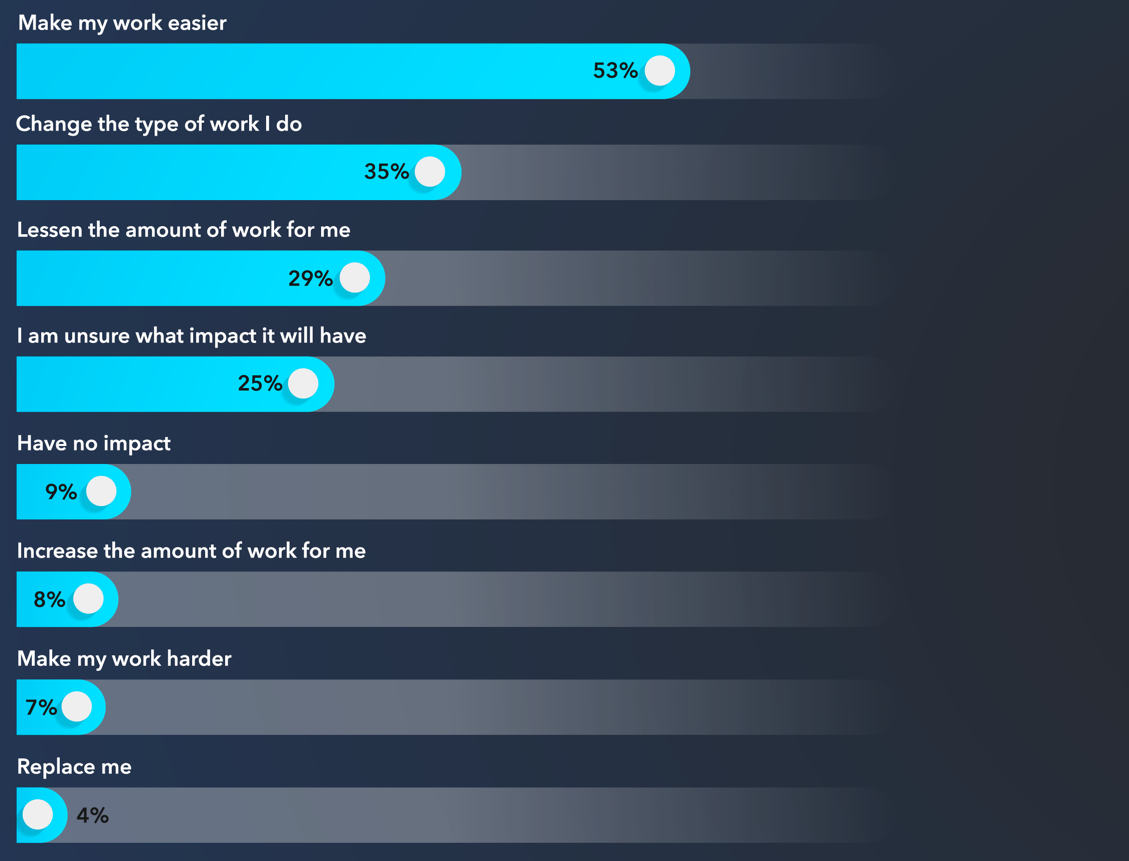 Make my work easier
53%
Change the type of work I do
35%
Lessen the amount of work for me
29%
I am unsure what impact it will have
25%
Have no impact
9%
Increase the amount of work for me
8%
Make my work harder
7%
Replace me
4%